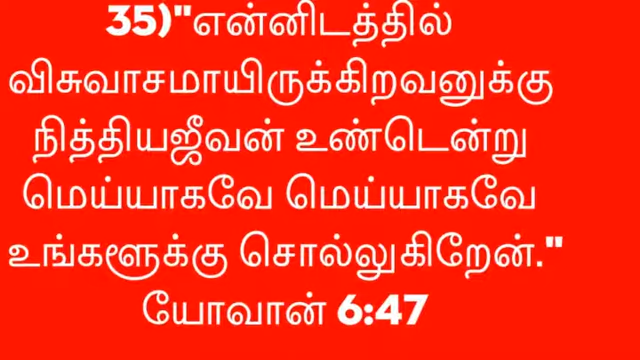 35)"என்னிடத்தில்
விசுவாசமாயிருக்கிறவனுக்கு
நித்தியஜீவன் உண்டென்று
மெய்யாகவே மெய்யாகவே
உங்களூக்கு சொல்லுகிறேன்."
யோவான் 6:47